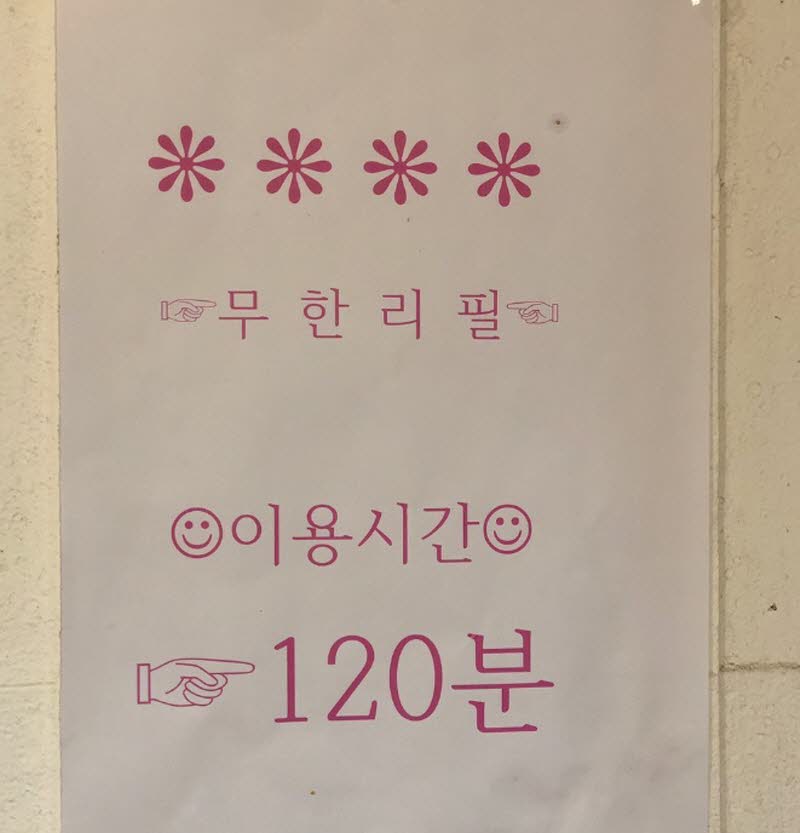 ☞무 한 리 필☜
☺이용시간☺
☞120분